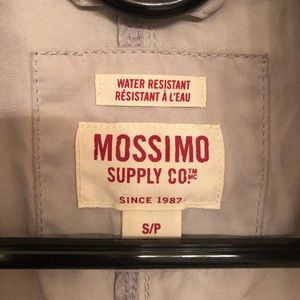 WATER RESISTANT
RÉSISTANT À L'EAU
MOSSIMO
SUPPLY CO.™ MC
SINCE 1987
S/P